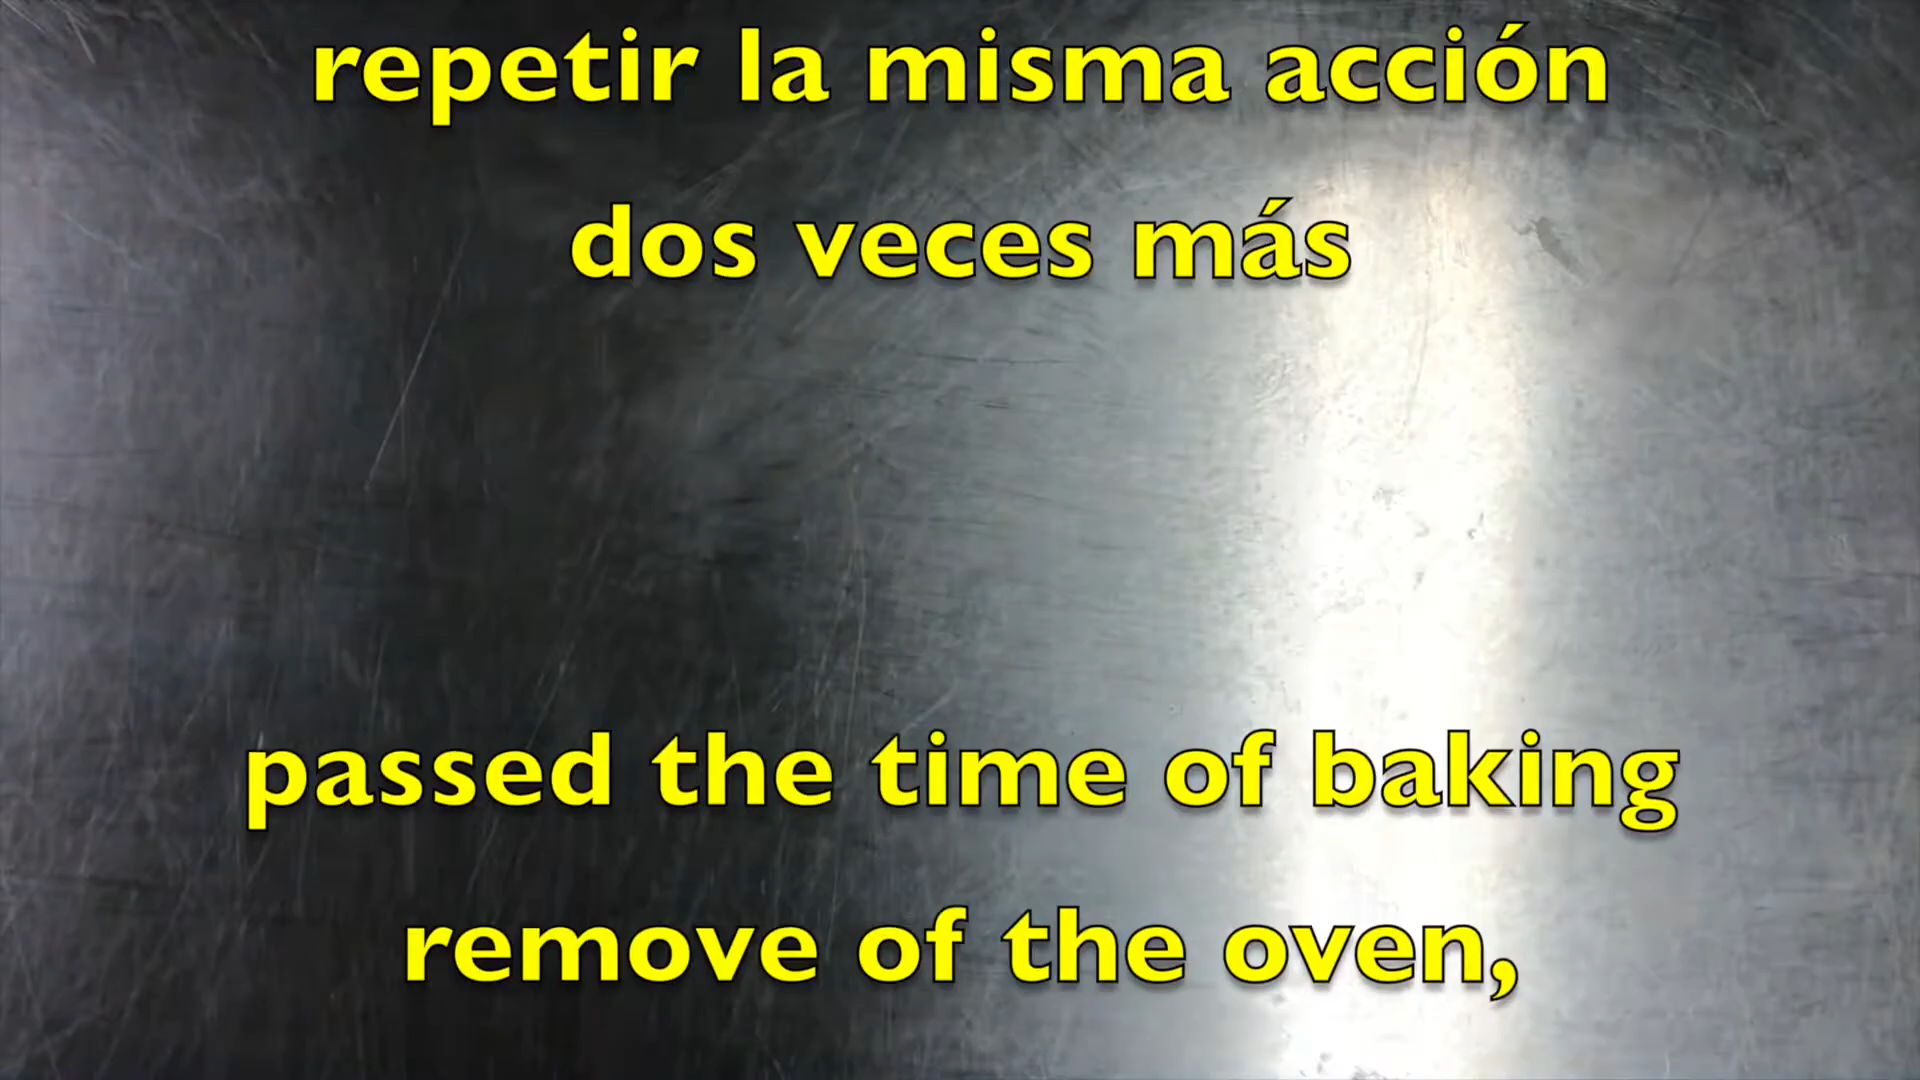 repetir la misma acción
dos veces más
passed the time of baking
remove of the oven,